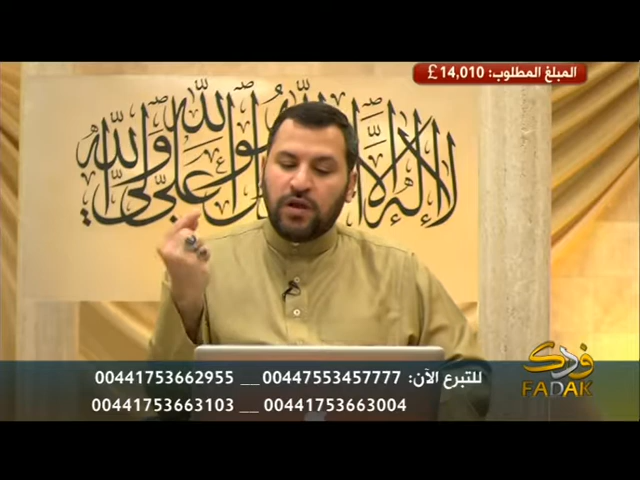 المبلغ المطلوب: 14,010 £
لا إله إلا الله رسول الله علي ولي الله
للتبرع الآن: 00447553457777 __ 00441753662955
00441753663004 __ 00441753663103
فدك
FADAK